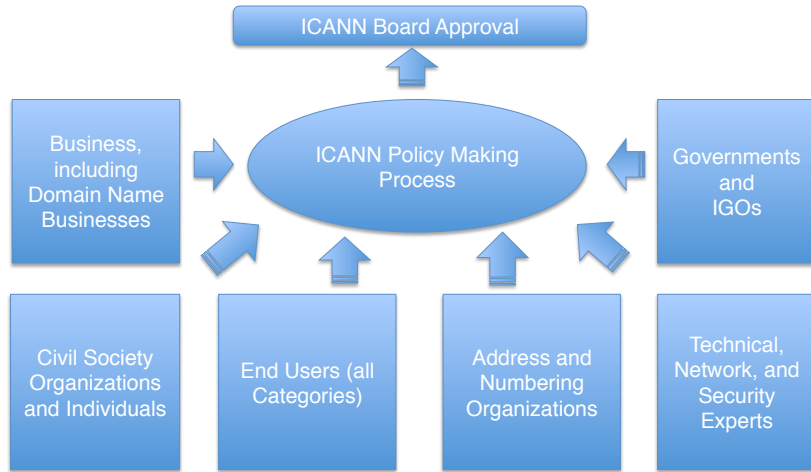 ICANN Board Approval
ICANN Policy Making
Process
Business,
including
Domain Name
Businesses
Governments
and
IGOs
Civil Society
Organizations
and Individuals
End Users (all
Categories)
Address and
Numbering
Organizations
Technical,
Network, and
Security
Experts